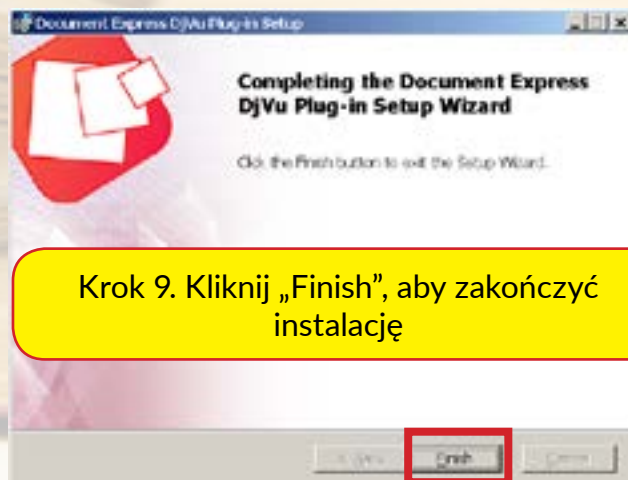 Document Express DjVu Plug-in Setup
Completing the Document Express
DjVu Plug-in Setup Wizard
Click the Finish button to exit the Setup Wizard.
Krok 9. Kliknij „Finish”, aby zakończyć
instalację
Finish
Cancel